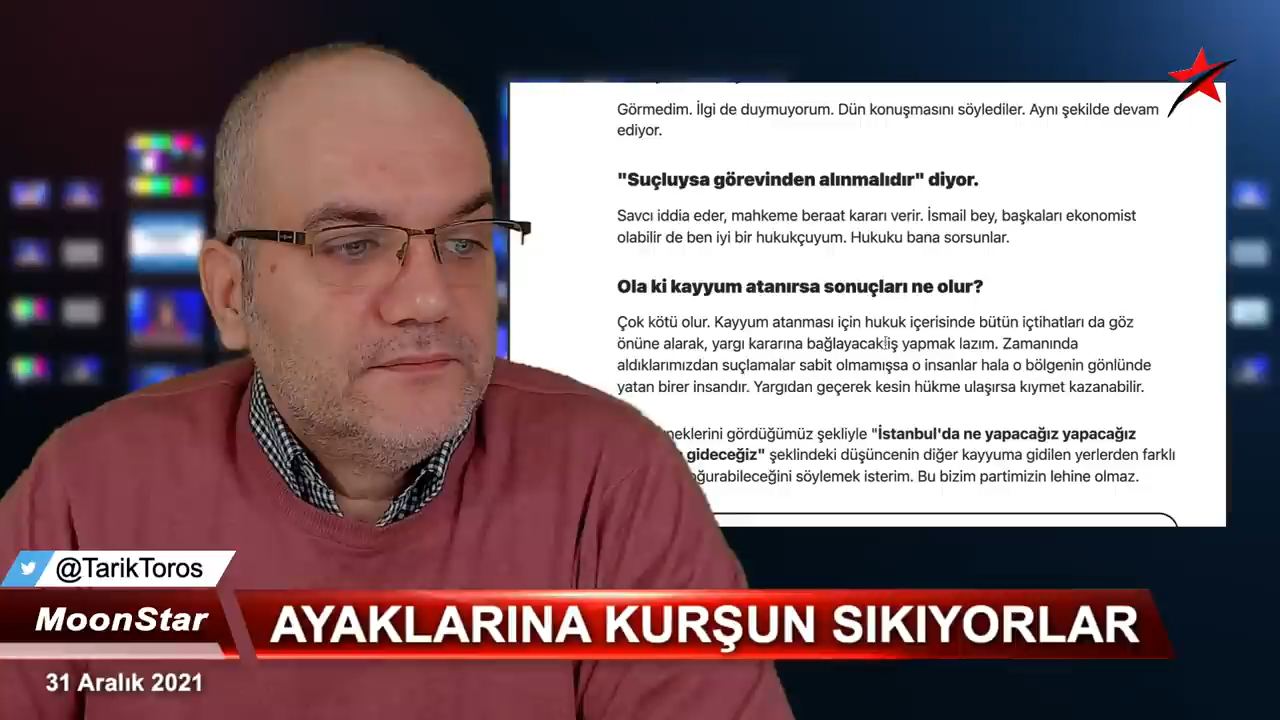 Görmedim. İlgi de duymuyorum. Dün konuşmasını söylediler. Aynı şekilde devam
ediyor.
"Suçluysa görevinden alınmalıdır" diyor.
Savcı iddia eder, mahkeme beraat kararı verir. İsmail bey, başkaları ekonomist
olabilir de ben iyi bir hukukçuyum. Hukuku bana sorsunlar.
Ola ki kayyum atanırsa sonuçları ne olur?
Çok kötü olur. Kayyum atanması için hukuk içerisinde bütün içtihatları da göz
önüne alarak, yargı kararına bağlayacak iş yapmak lazım. Zamanında
aldıklarımızdan suçlamalar sabit olmamışsa o insanlar hala o bölgenin gönlünde
yatan birer insandır. Yargıdan geçerek kesin hükme ulaşırsa kıymet kazanabilir.
neklerini gördüğümüz şekliyle "İstanbul'da ne yapacağız yapacağız
gideceğiz" şeklindeki düşüncenin diğer kayyuma gidilen yerlerden farklı
ğurabileceğini söylemek isterim. Bu bizim partimizin lehine olmaz.
@TarikToros
MoonStar
AYAKLARINA KURŞUN SIKIYORLAR
31 Aralık 2021